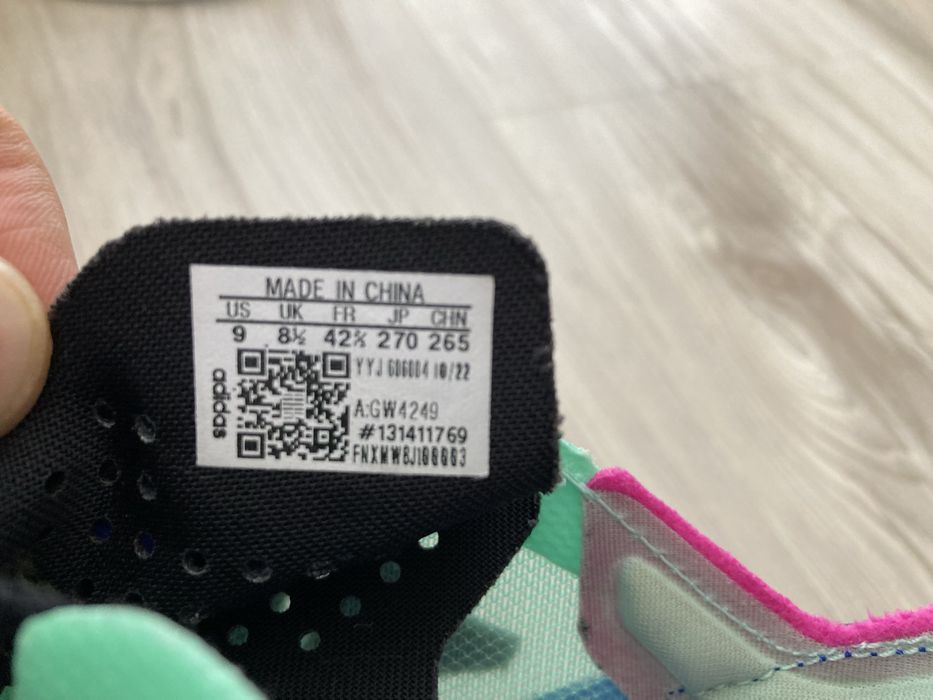 MADE IN CHINA
US UK FR JP CHN
9 8½ 42⅔ 270 265
YYJ 606004 10/22
A:GW4249
#131411769
adidas